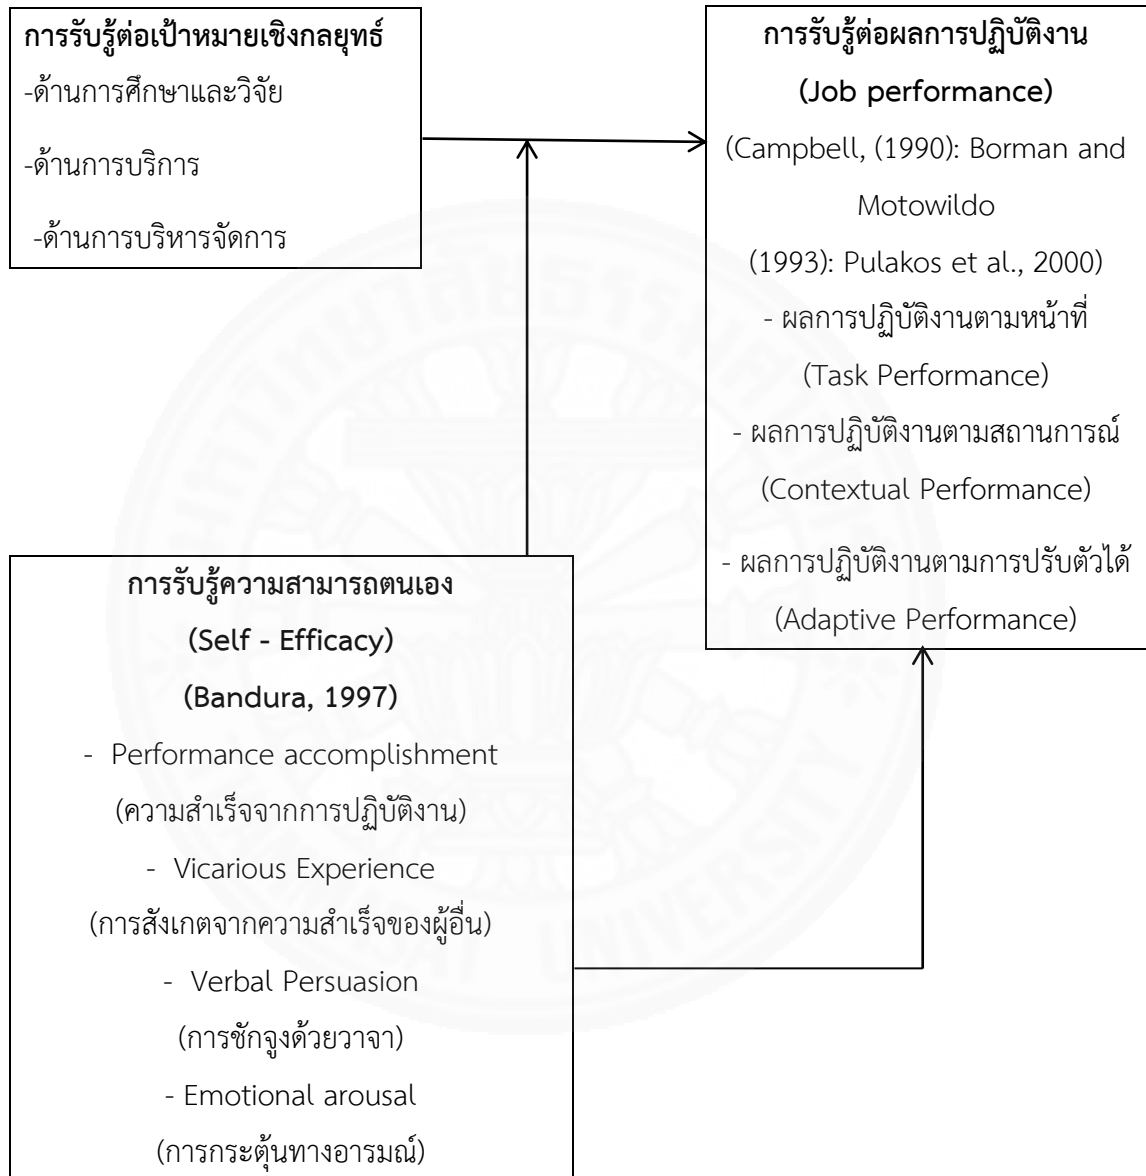 การรับรู้ต่อเป้าหมายเชิงกลยุทธ์
-ด้านการศึกษาและวิจัย
-ด้านการบริการ
-ด้านการบริหารจัดการ
การรับรู้ต่อผลการปฏิบัติงาน
(Job performance)
(Campbell, (1990): Borman and
Motowildo
(1993): Pulakos et al., 2000)
- ผลการปฏิบัติงานตามหน้าที่
(Task Performance)
- ผลการปฏิบัติงานตามสถานการณ์
(Contextual Performance)
- ผลการปฏิบัติงานตามการปรับตัวได้
(Adaptive Performance)
การรับรู้ความสามารถตนเอง
(Self - Efficacy)
(Bandura, 1997)
- Performance accomplishment
(ความสำเร็จจากการปฏิบัติงาน)
- Vicarious Experience
(การสังเกตจากความสำเร็จของผู้อื่น)
- Verbal Persuasion
(การชักจูงด้วยวาจา)
- Emotional arousal
(การกระตุ้นทางอารมณ์)